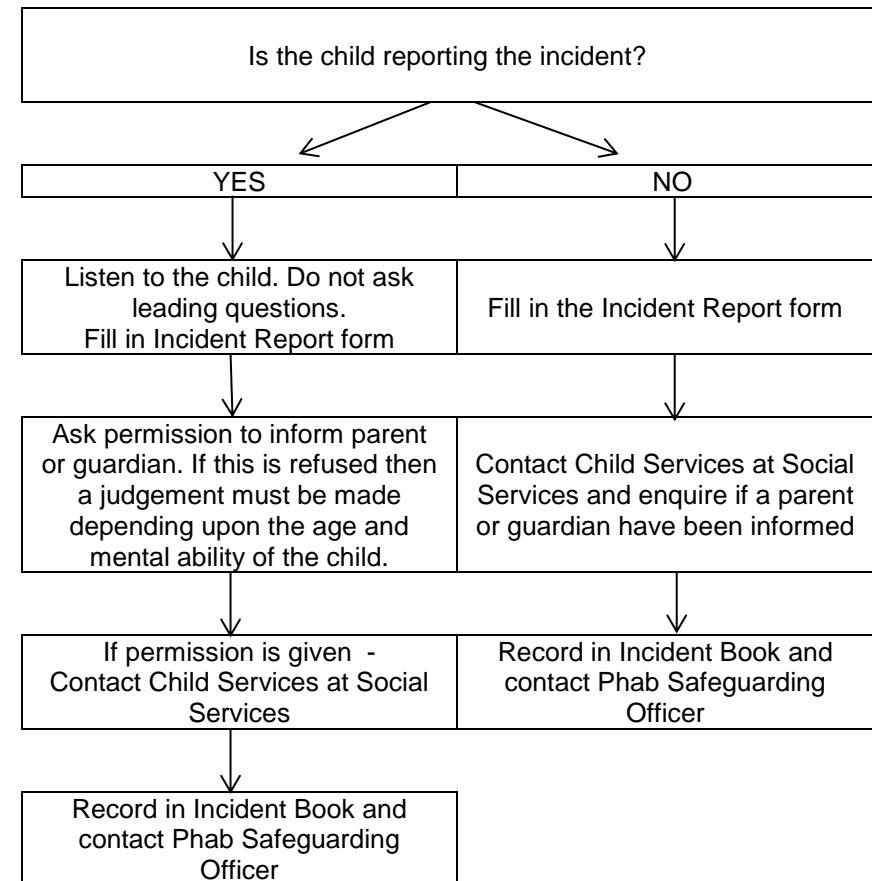 Is the child reporting the incident?
YES
NO
Listen to the child. Do not ask
leading questions.
Fill in Incident Report form
Fill in the Incident Report form
Ask permission to inform parent
or guardian. If this is refused then
a judgement must be made
depending upon the age and
mental ability of the child.
Contact Child Services at Social
Services and enquire if a parent
or guardian have been informed
If permission is given -
Contact Child Services at Social
Services
Record in Incident Book and
contact Phab Safeguarding
Officer
Record in Incident Book and
contact Phab Safeguarding
Officer